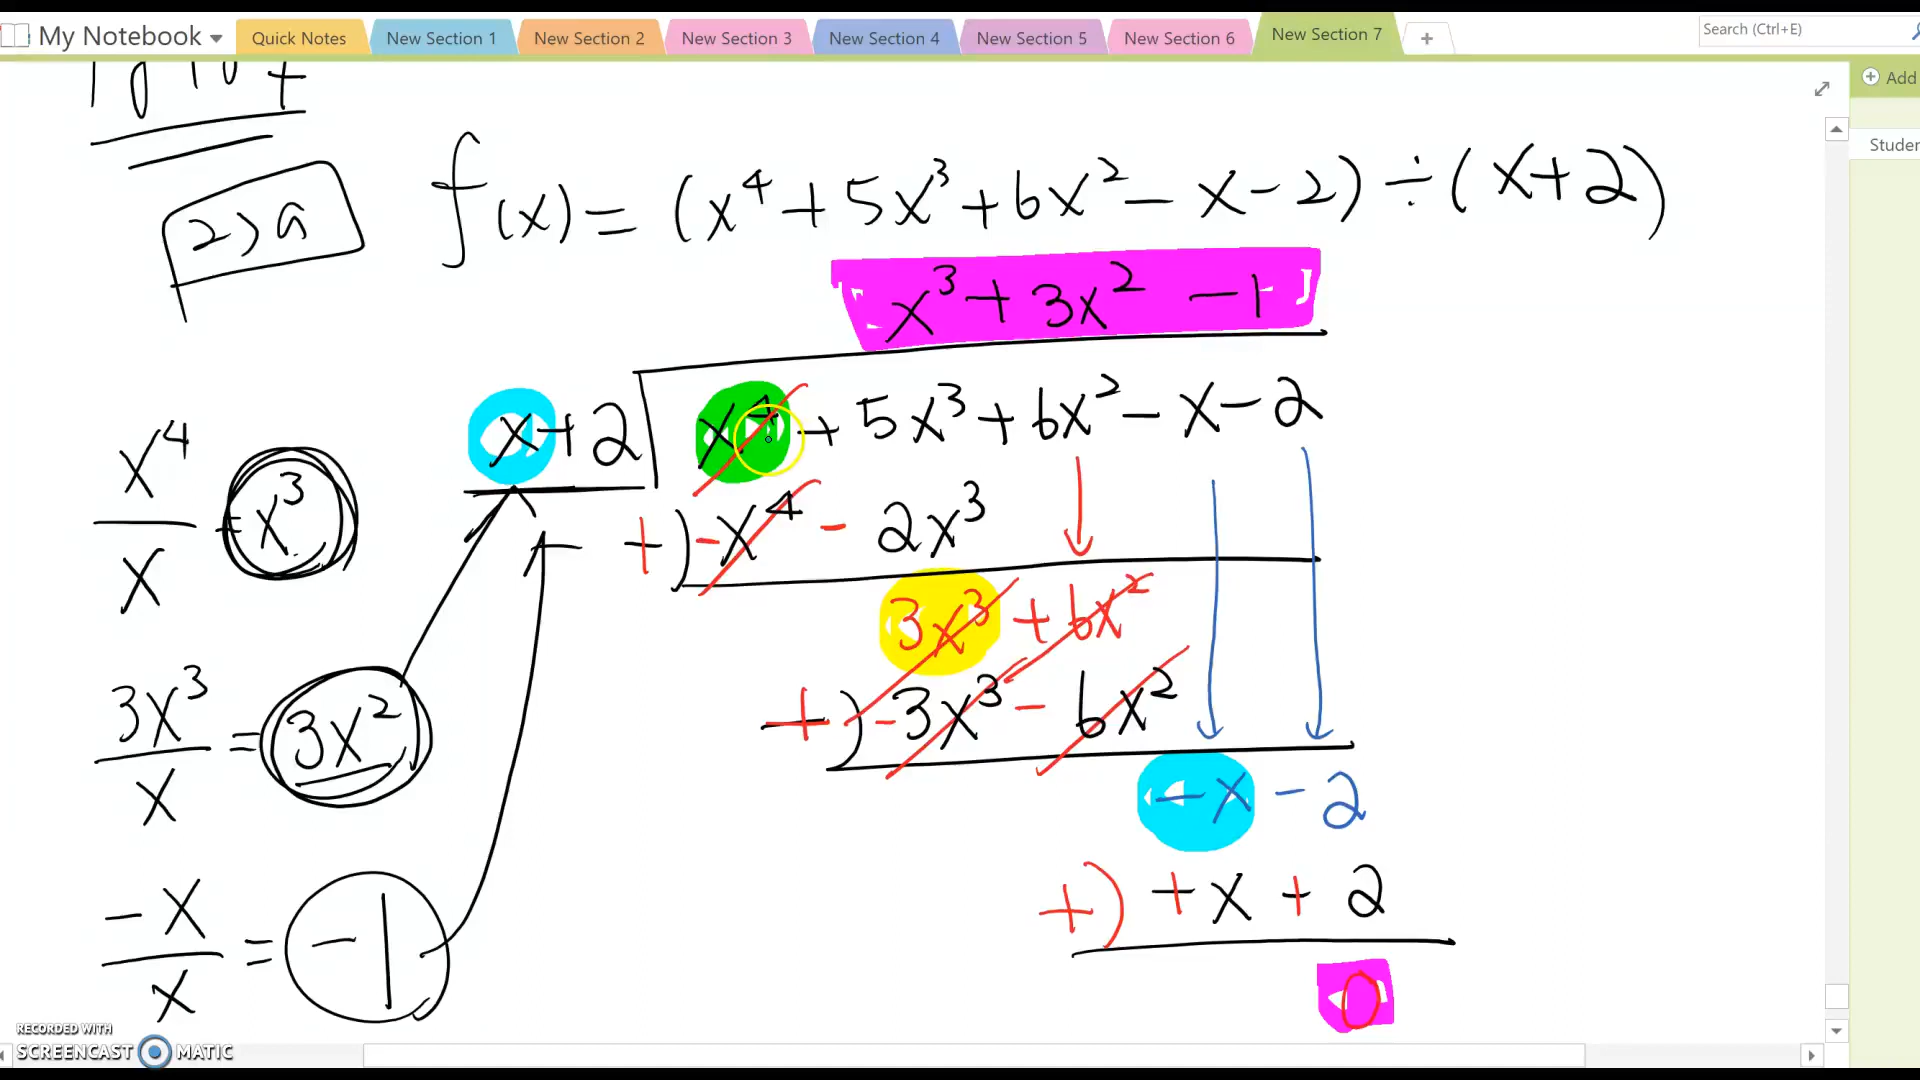 My Notebook
Quick Notes
New Section 1
New Section 2
New Section 3
New Section 4
New Section 5
New Section 6
New Section 7
+
Search (Ctrl+E)
Add
Studer
2) a
f(x) = (x⁴ + 5x³ + 6x² − x − 2) ÷ (x+2)
x³ + 3x² − 1
x+2
x⁴ + 5x³ + 6x² − x − 2
+) − x⁴ − 2x³
3x³ + 6x²
+) − 3x³ − 6x²
− x − 2
+) + x + 2
0
x⁴/x = x³
3x³/x = 3x²
−x/x = −1
RECORDED WITH
SCREENCAST MATIC